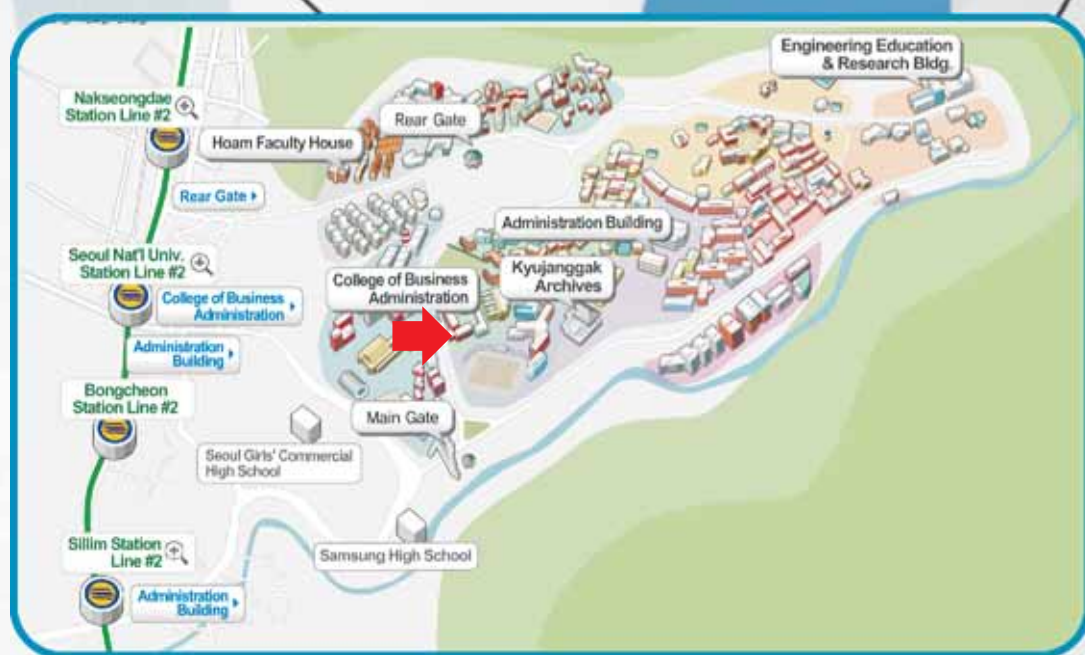 Engineering Education
& Research Bldg.
Nakseongdae
Station Line #2
Rear Gate
Hoam Faculty House
Rear Gate
Administration Building
Seoul Nat'l Univ.
Station Line #2
College of Business
Administration
Kyujanggak
Archives
College of Business
Administration
Administration
Building
Bongcheon
Station Line #2
Main Gate
Seoul Girls' Commercial
High School
Sillim Station
Line #2
Samsung High School
Administration
Building